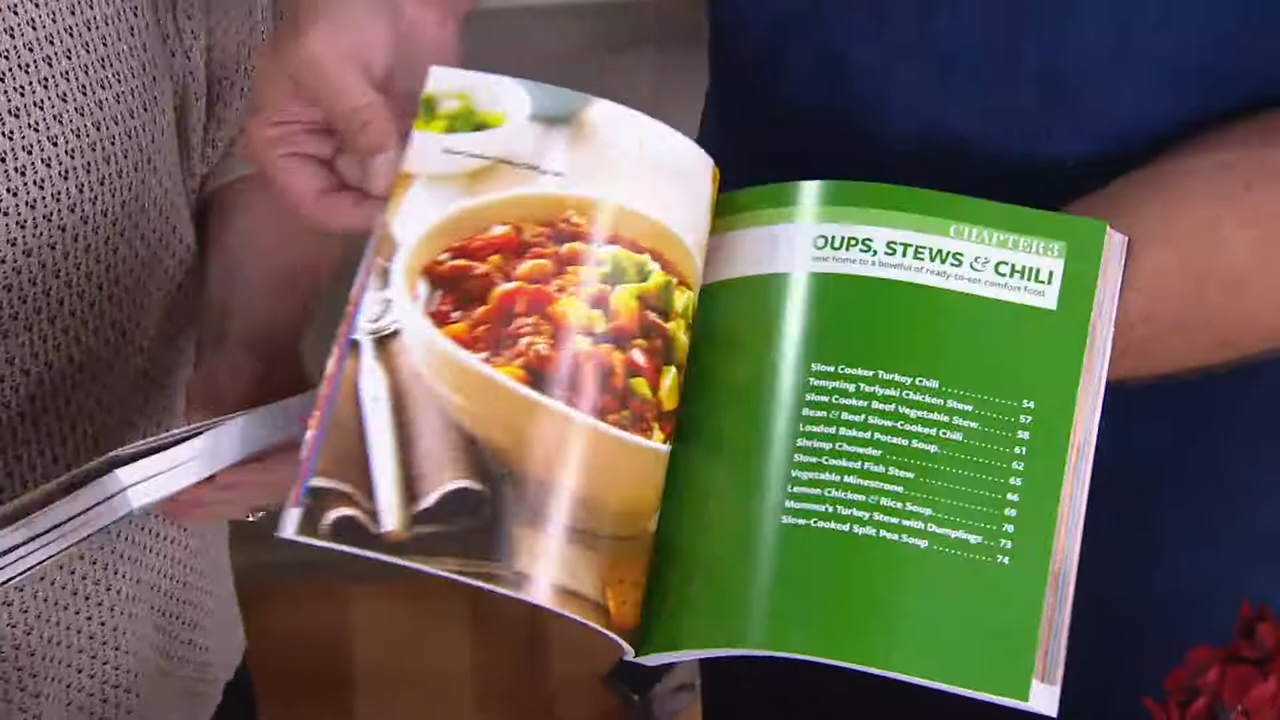 CHAPTER 3
OUPS, STEWS & CHILI
ome home to a bowlful of ready-to-eat comfort food.
Slow Cooker Turkey Chili . . . . . . . . . . . . . . 54
Tempting Teriyaki Chicken Stew . . . . . . . . 57
Slow Cooker Beef Vegetable Stew . . . . . . . 58
Bean & Beef Slow-Cooked Chili . . . . . . . . . . 61
Loaded Baked Potato Soup . . . . . . . . . . . . . 62
Shrimp Chowder . . . . . . . . . . . . . . . . . . . . . 65
Slow-Cooked Fish Stew . . . . . . . . . . . . . . . . 66
Vegetable Minestrone . . . . . . . . . . . . . . . . . 69
Lemon Chicken & Rice Soup . . . . . . . . . . . . 70
Momma's Turkey Stew with Dumplings . . 73
Slow-Cooked Split Pea Soup . . . . . . . . . . . . 74